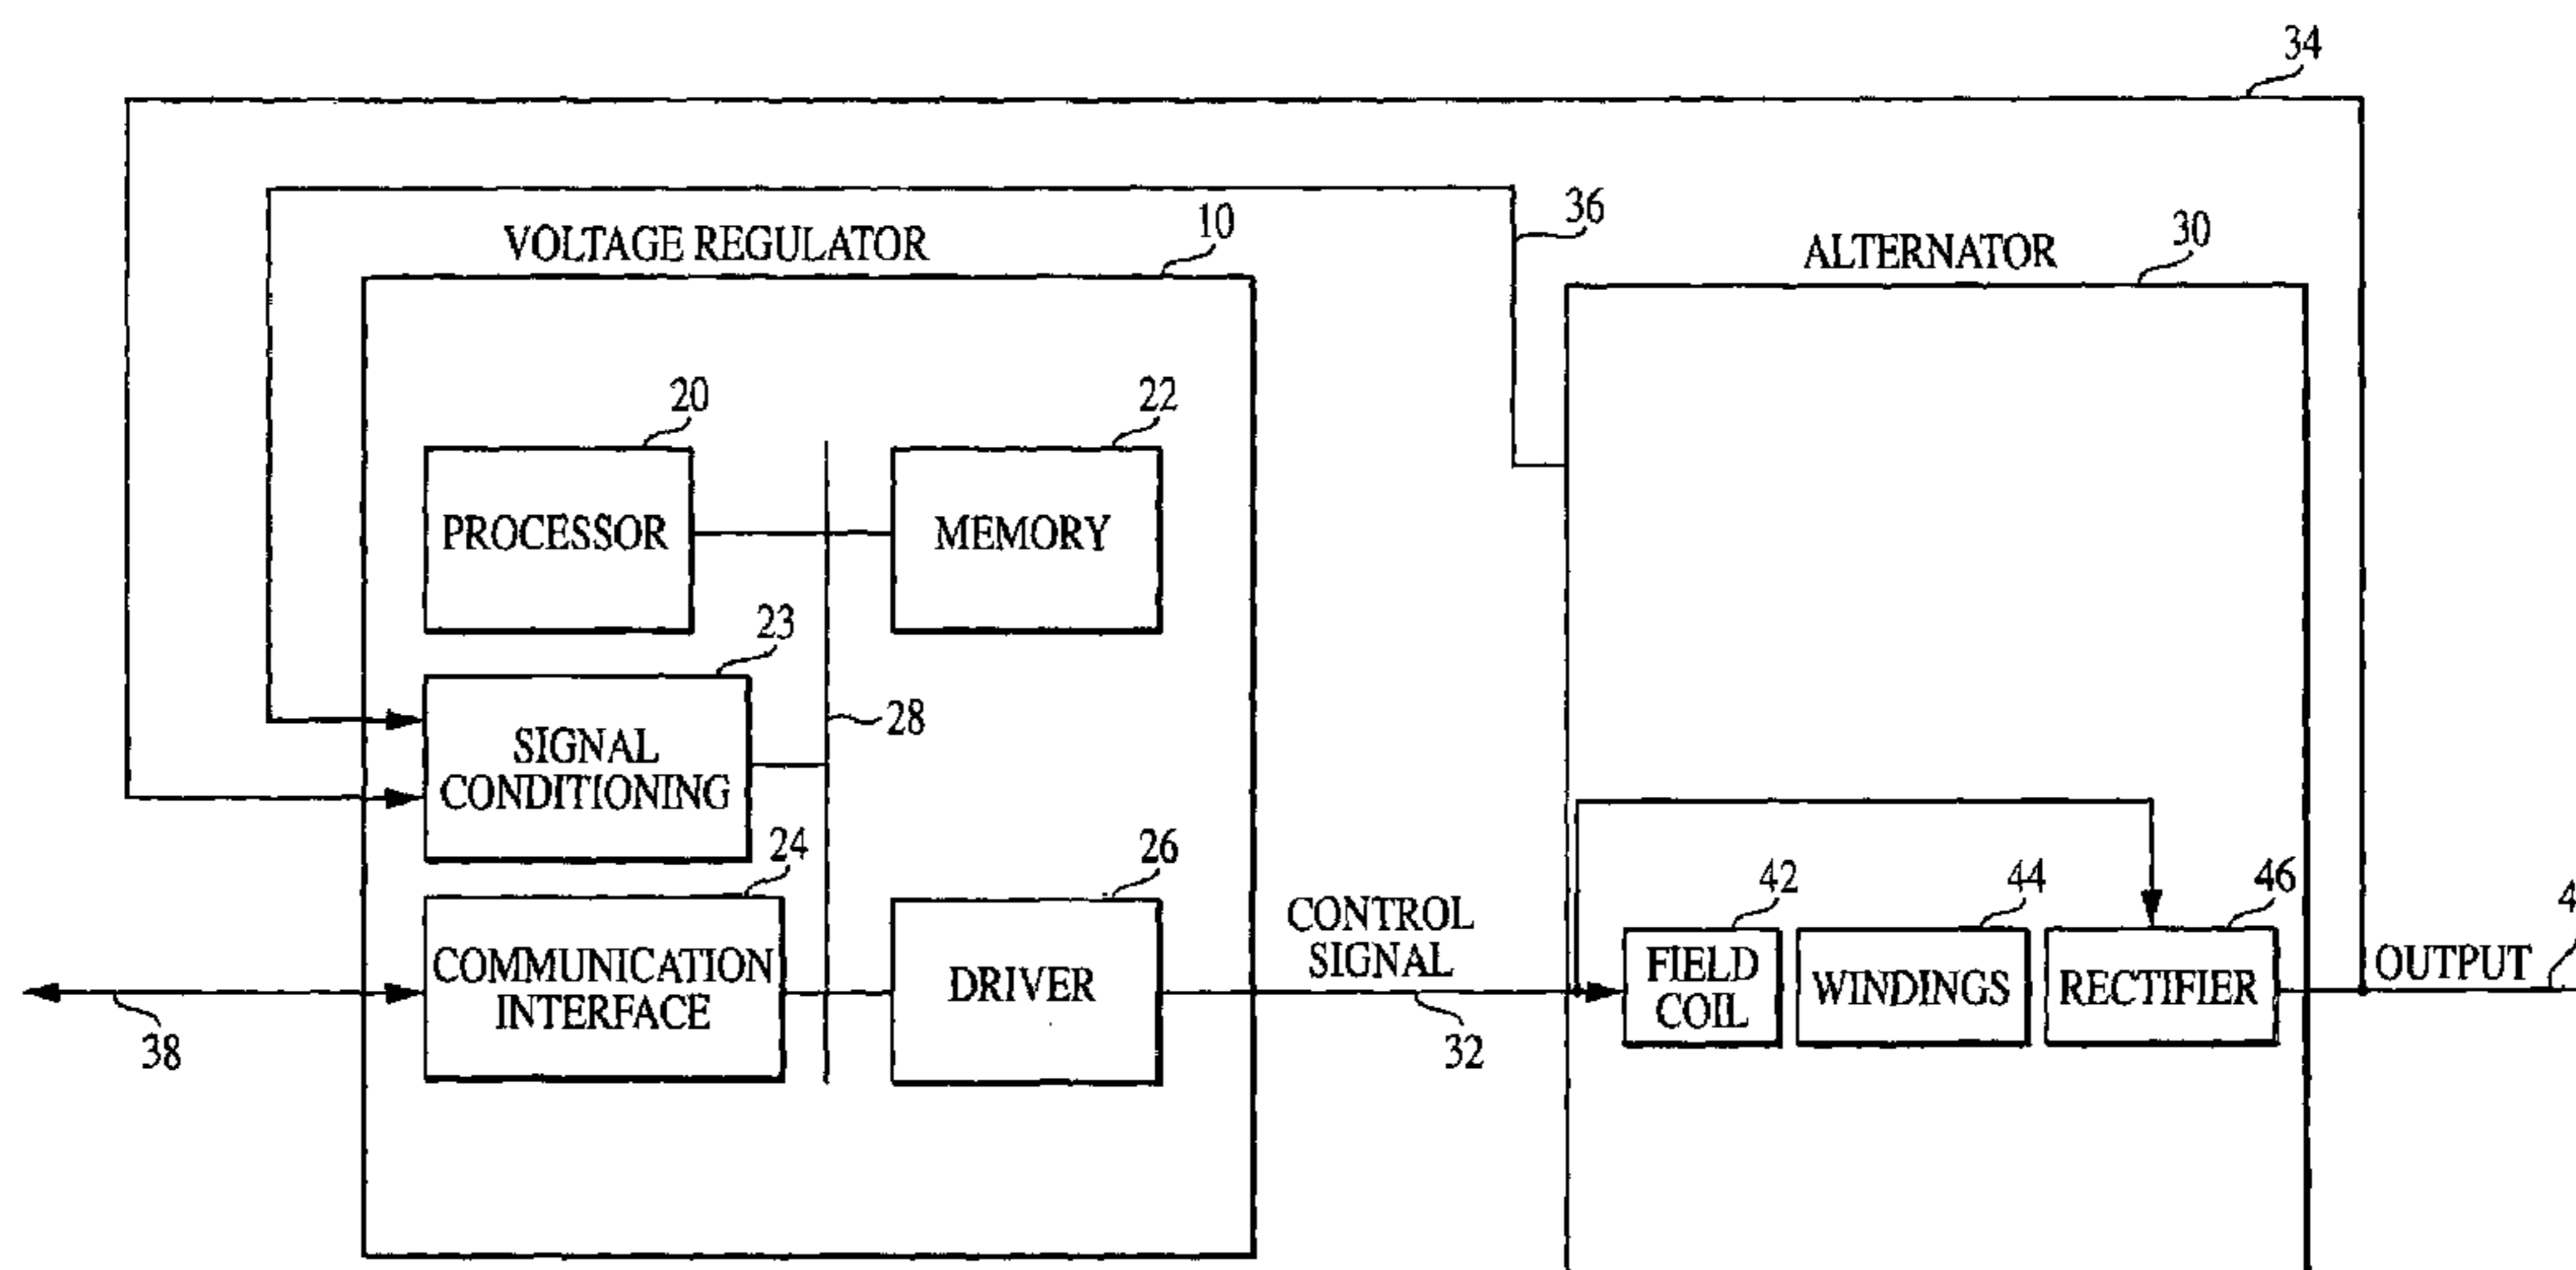 34
10
VOLTAGE REGULATOR
36
ALTERNATOR
30
20
22
PROCESSOR
MEMORY
23
SIGNAL
CONDITIONING
28
24
26
COMMUNICATION
INTERFACE
DRIVER
CONTROL
SIGNAL
42
44
46
FIELD
COIL
WINDINGS
RECTIFIER
OUTPUT
38
32